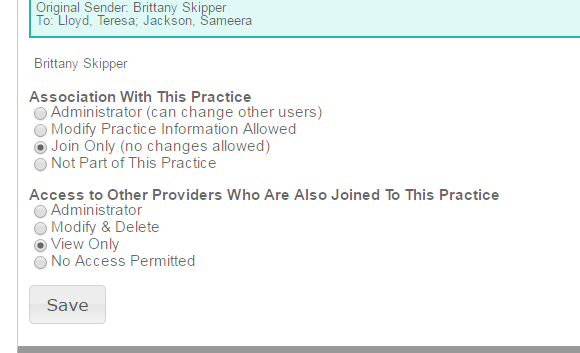 Original Sender: Brittany Skipper
To: Lloyd, Teresa; Jackson, Sameera
Brittany Skipper
Association With This Practice
Administrator (can change other users)
Modify Practice Information Allowed
Join Only (no changes allowed)
Not Part of This Practice
Access to Other Providers Who Are Also Joined To This Practice
Administrator
Modify & Delete
View Only
No Access Permitted
Save